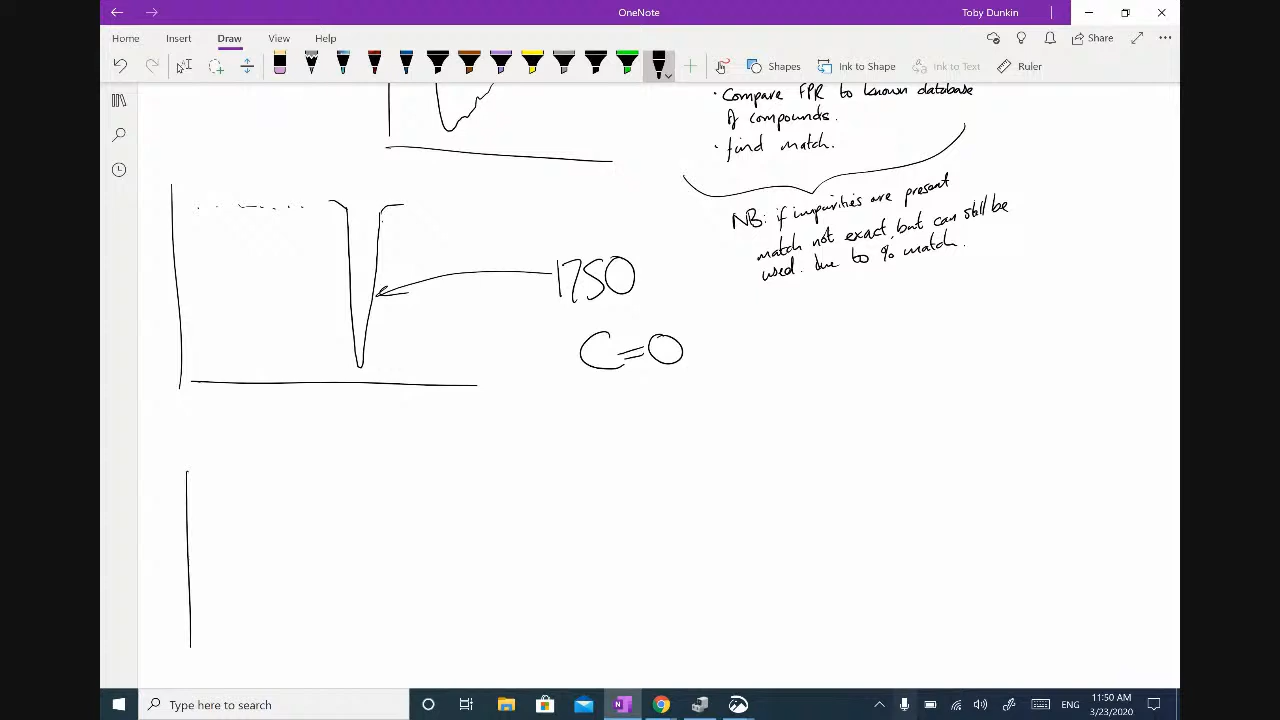 OneNote
Toby Dunkin
Home Insert Draw View Help
Share
Shapes Ink to Shape Ink to Text Ruler
· Compare FPR to known database
of compounds.
· find match.
NB: if impurities are present
match not exact, but can still be
used. due to % match.
1750
C=O
Type here to search
ENG
11:50 AM
3/23/2020